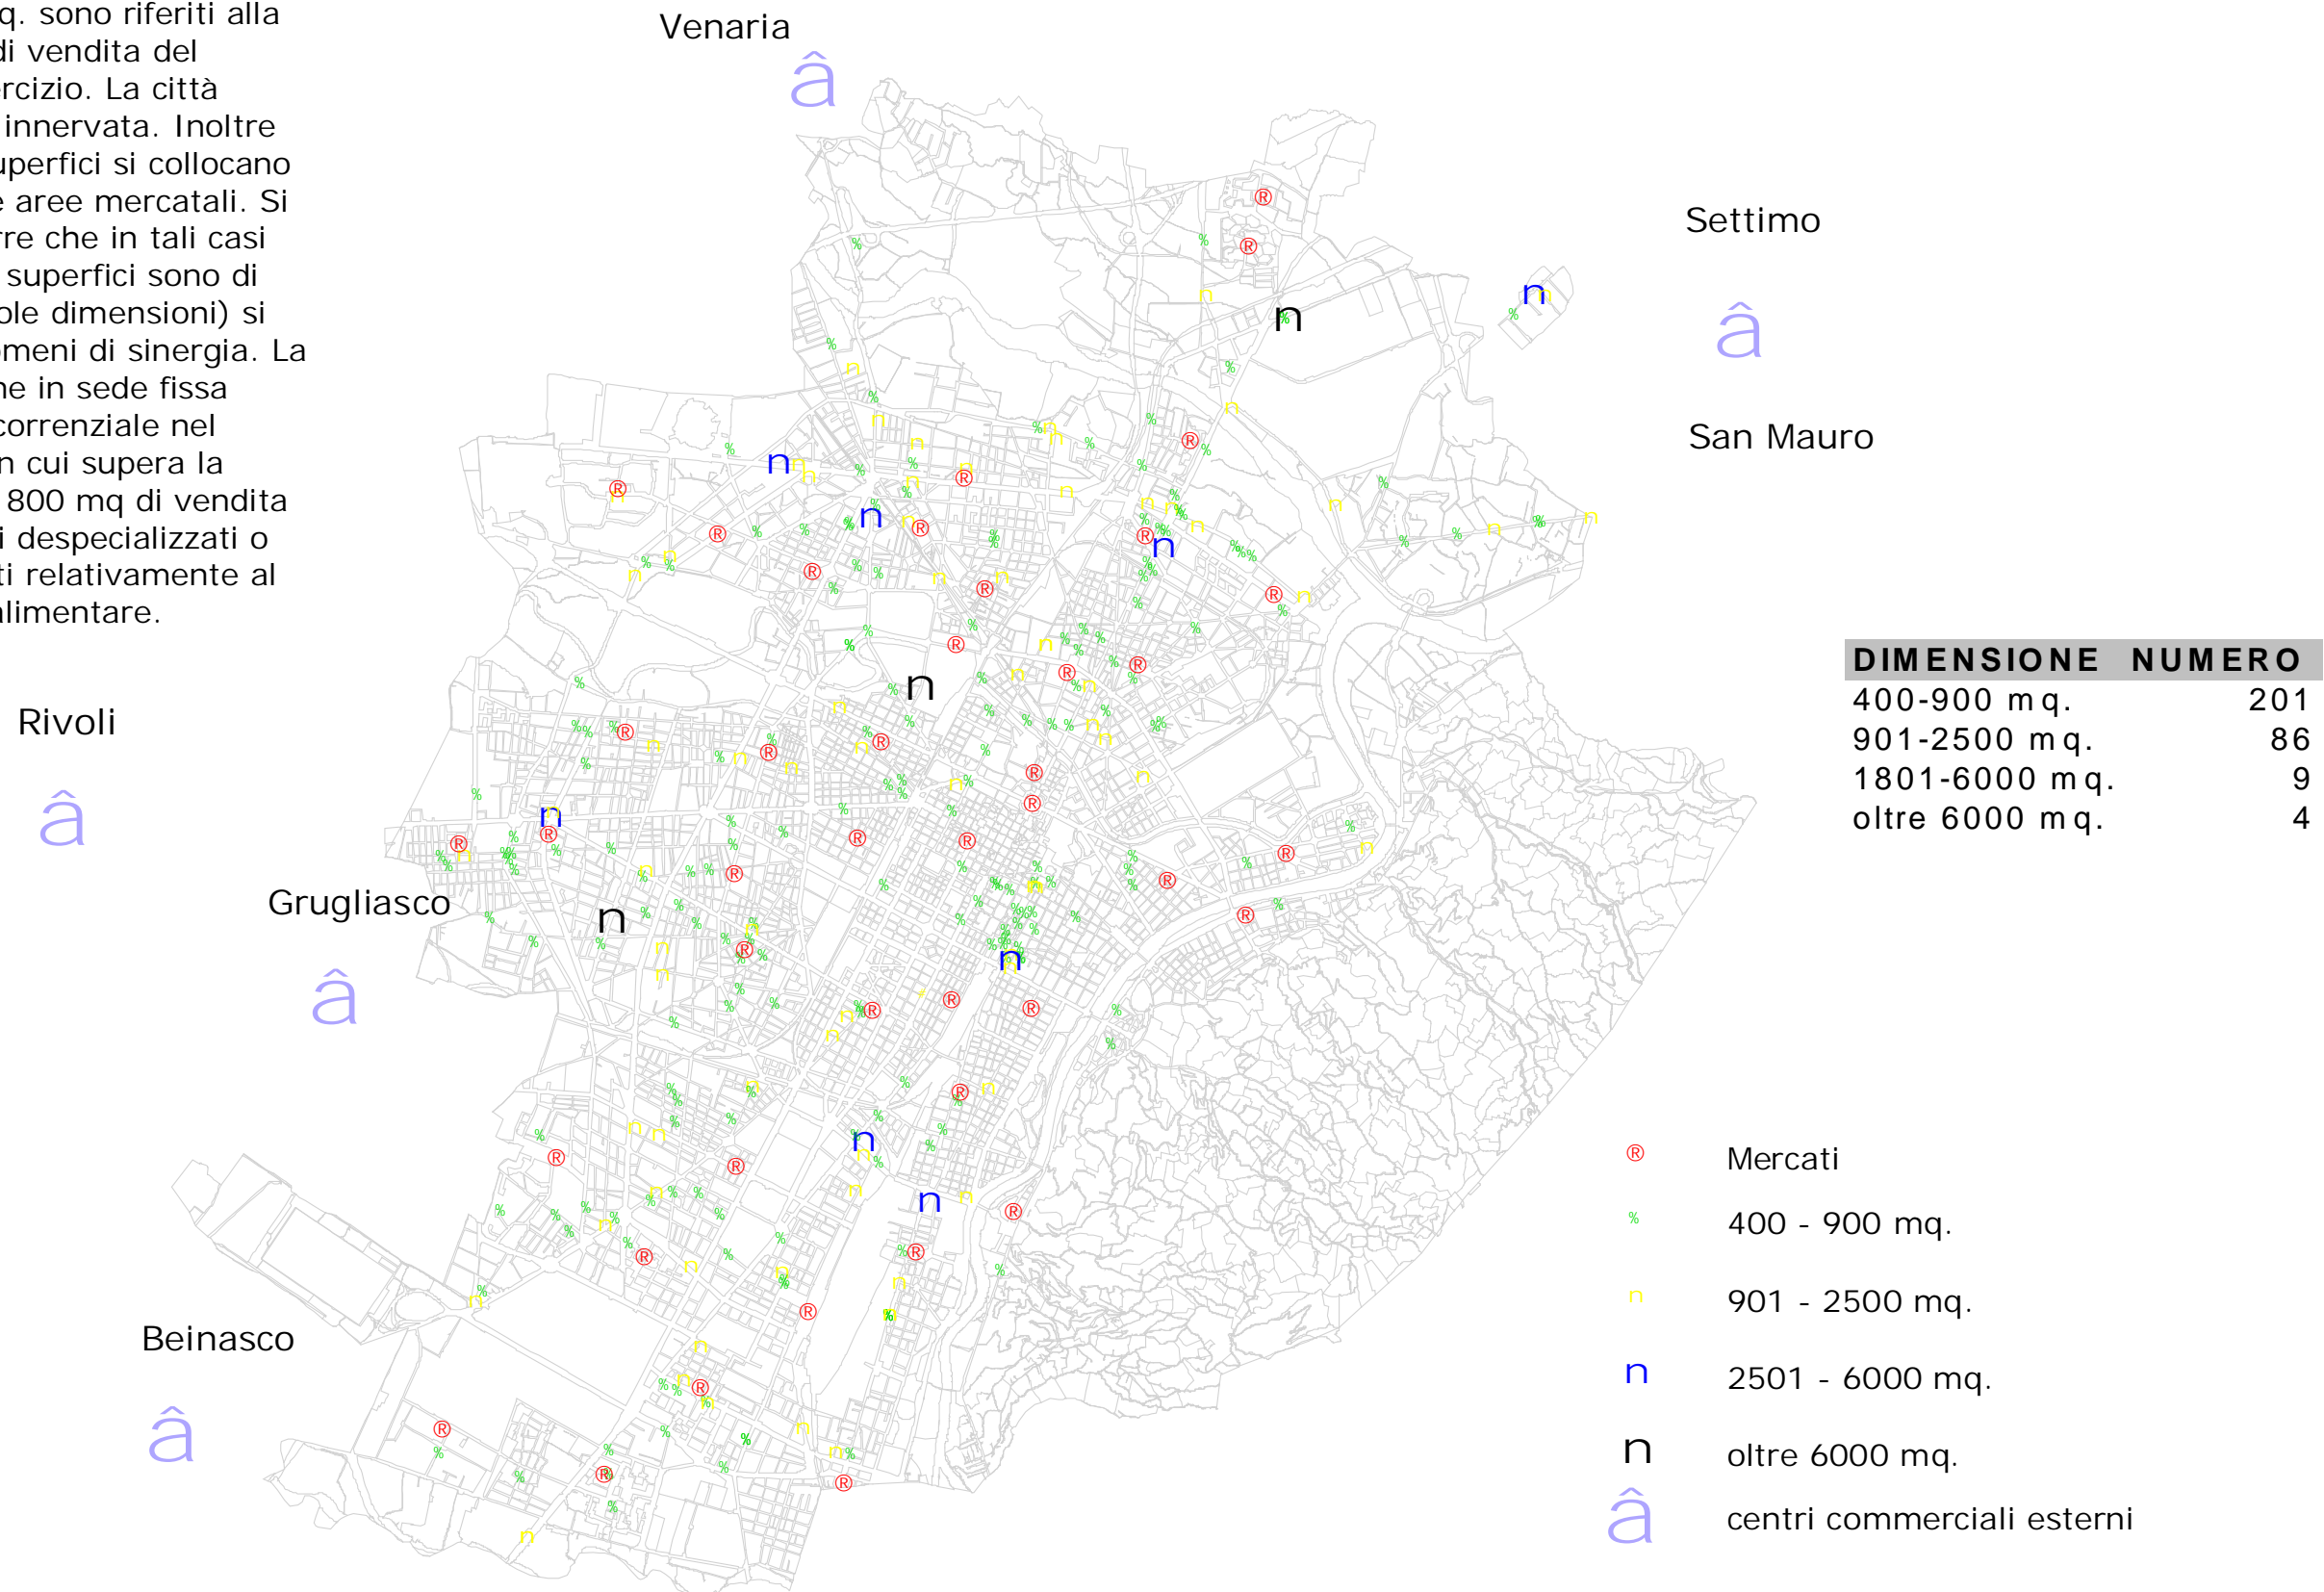 q. sono riferiti alla
di vendita del
ercizio. La città
innervata. Inoltre
uperfici si collocano
e aree mercatali. Si
rre che in tali casi
superfici sono di
ole dimensioni) si
omeni di sinergia. La
ne in sede fissa
correnziale nel
n cui supera la
800 mq di vendita
i despecializzati o
ti relativamente al
alimentare.
Venaria
â
Settimo
â
San Mauro
DIMENSIONE NUMERO
400-900 mq. 201
901-2500 mq. 86
1801-6000 mq. 9
oltre 6000 mq. 4
Rivoli
â
Grugliasco
â
Beinasco
â
® Mercati
% 400 - 900 mq.
n 901 - 2500 mq.
n 2501 - 6000 mq.
n oltre 6000 mq.
â centri commerciali esterni